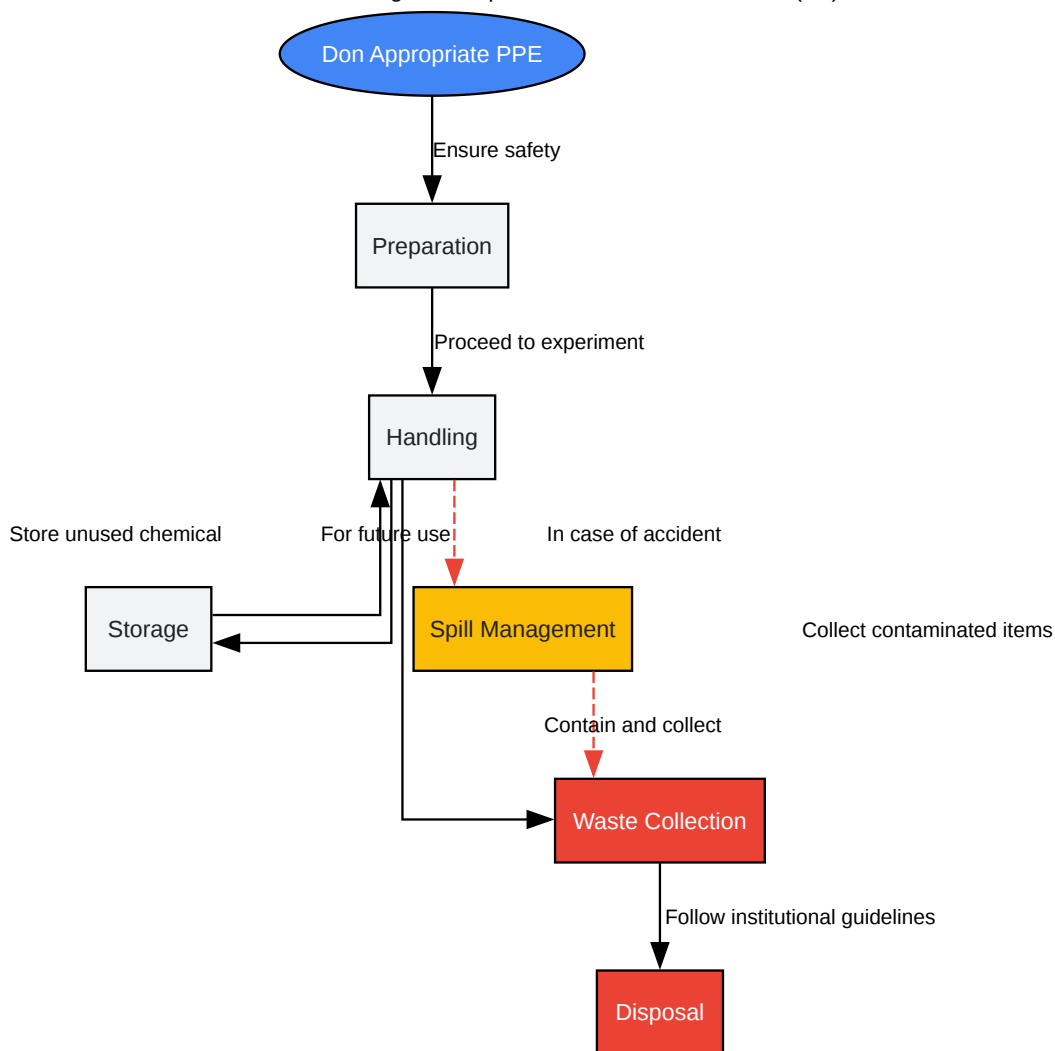 Don Appropriate PPE
Ensure safety
Preparation
Proceed to experiment
Handling
Store unused chemical
For future use
In case of accident
Storage
Spill Management
Collect contaminated items
Contain and collect
Waste Collection
Follow institutional guidelines
Disposal